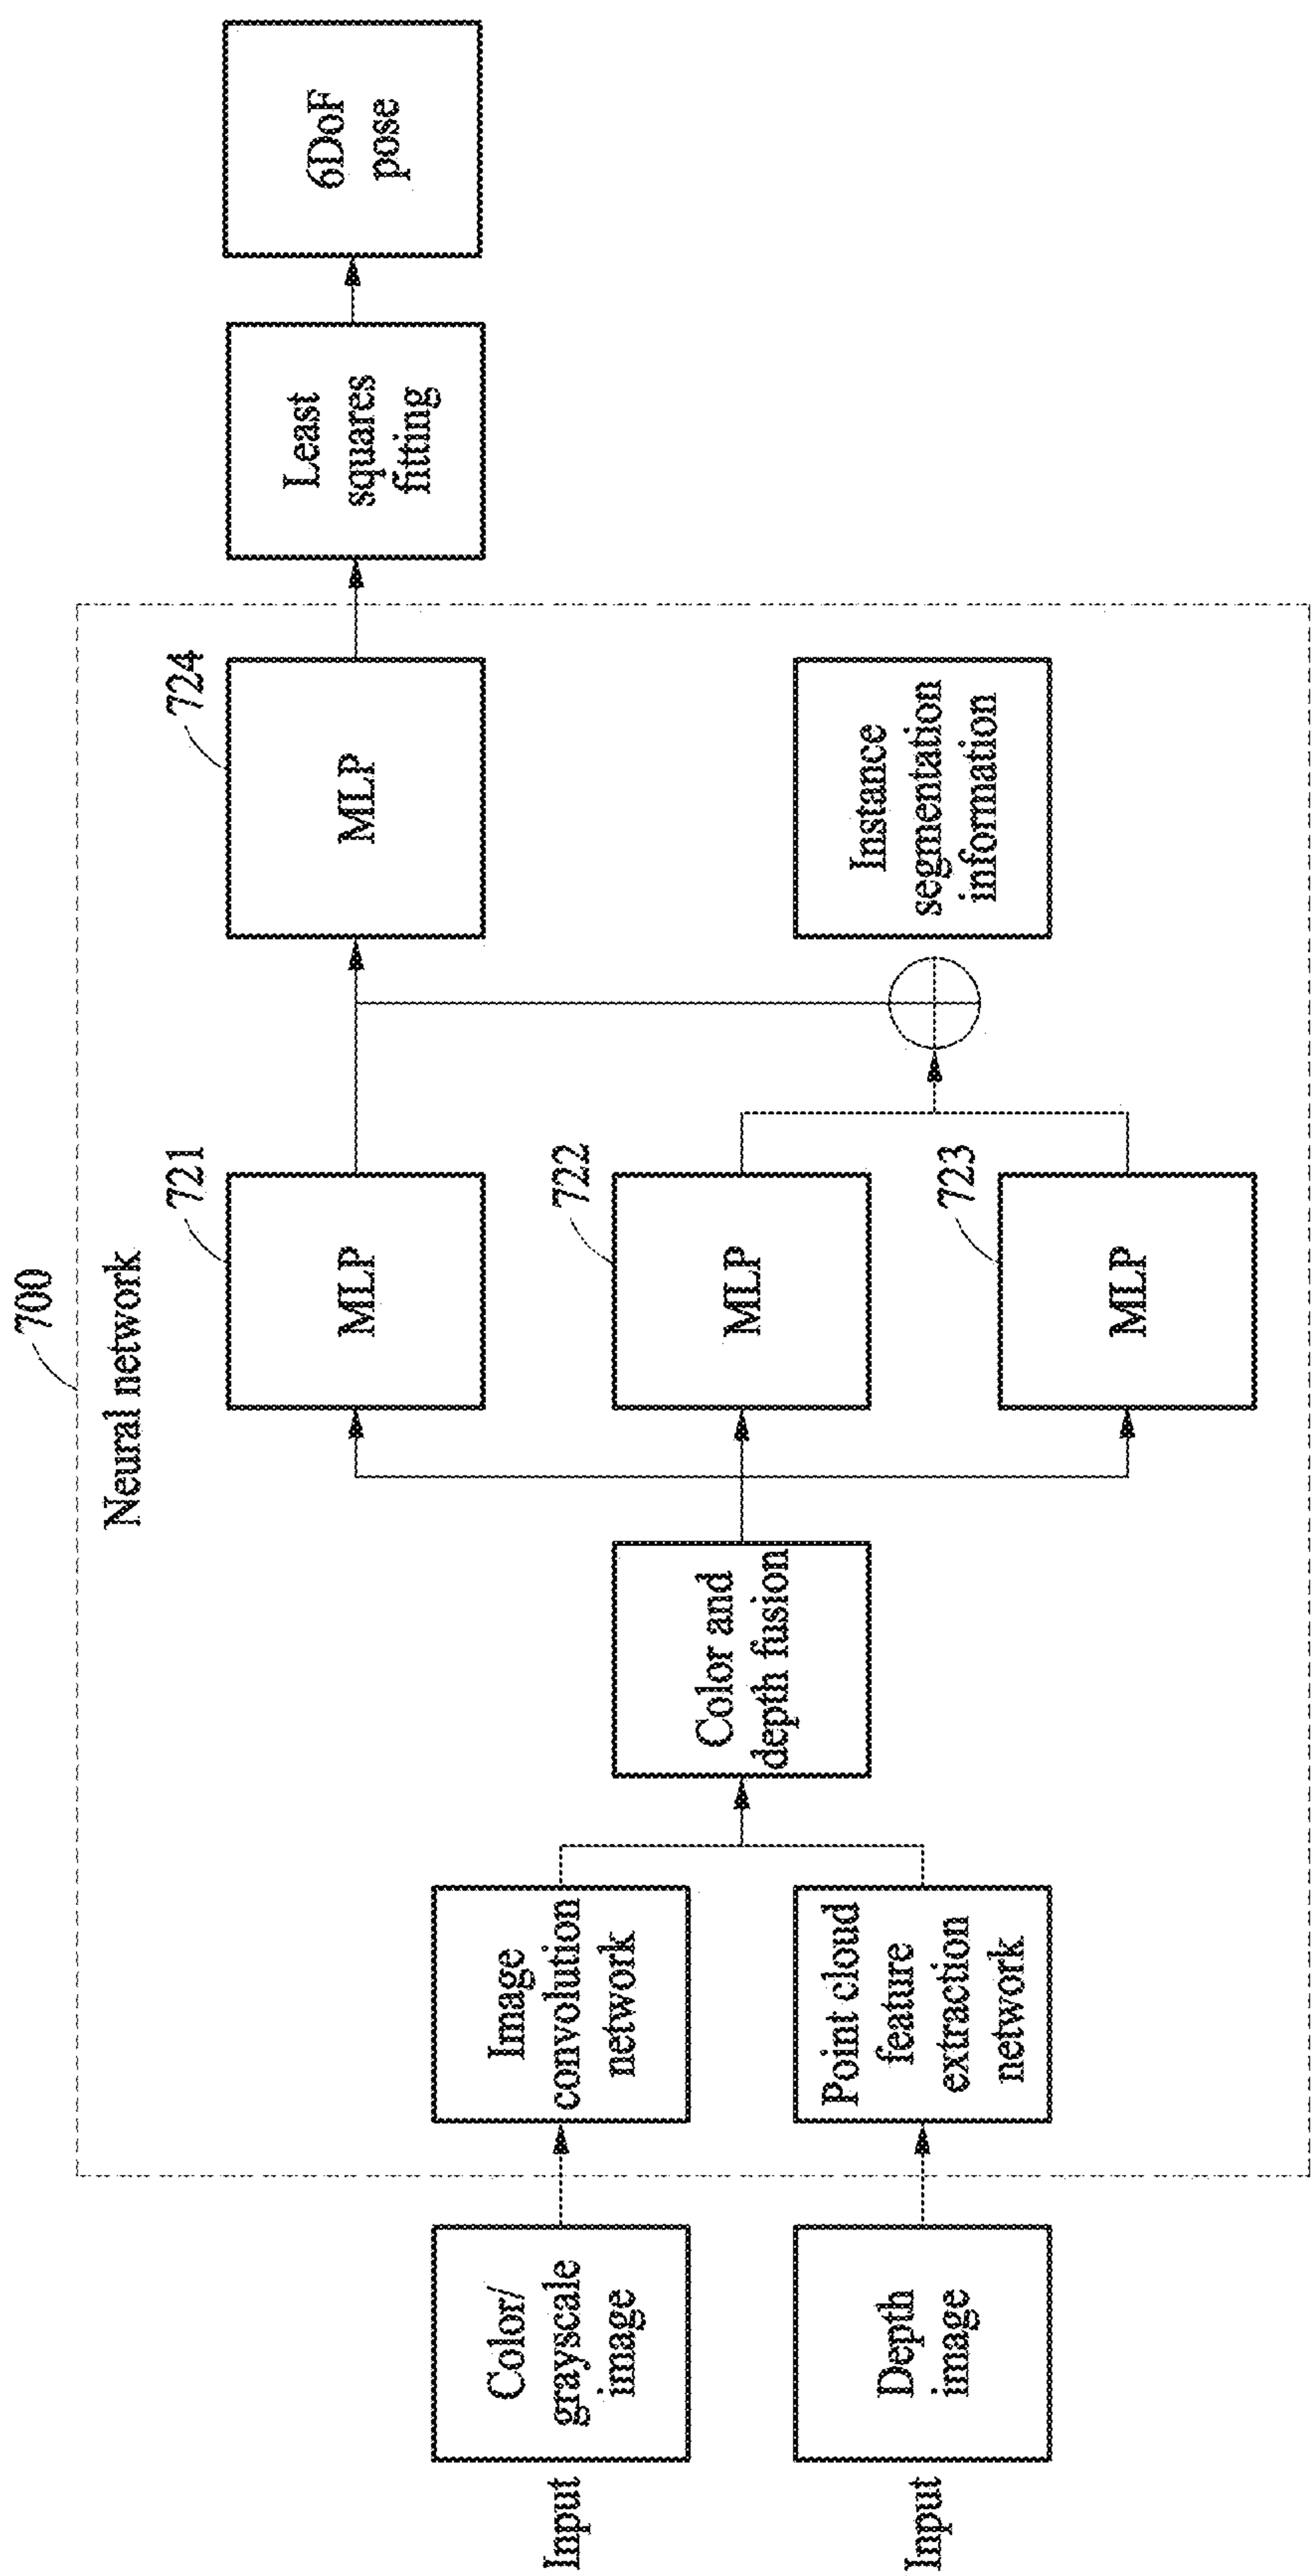 700
Neural network
Input
Color/
grayscale
image
Input
Depth
image
Image
convolution
network
Point cloud
feature
extraction
network
Color and
depth fusion
721
MLP
722
MLP
723
MLP
724
MLP
Instance
segmentation
information
Least
squares
fitting
6DoF
pose